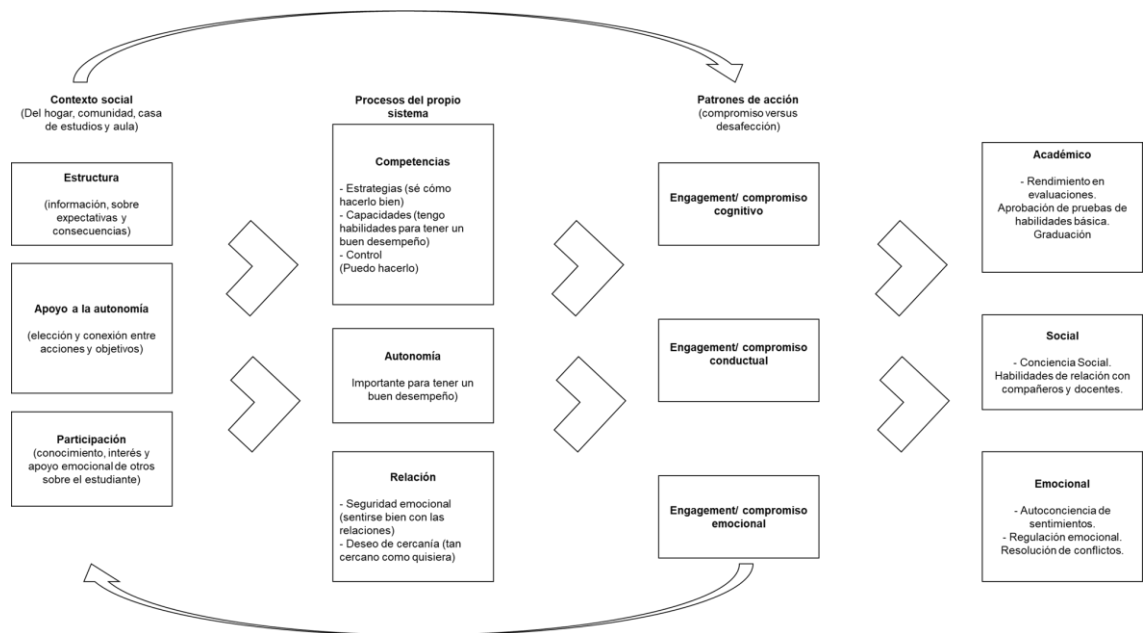 Contexto social
(Del hogar, comunidad, casa
de estudios y aula)
Estructura
(información, sobre
expectativas y
consecuencias)
Apoyo a la autonomía
(elección y conexión entre
acciones y objetivos)
Participación
(conocimiento, interés y
apoyo emocional de otros
sobre el estudiante)
Procesos del propio
sistema
Competencias
- Estrategias (sé cómo
hacerlo bien)
- Capacidades (tengo
habilidades para tener un
buen desempeño)
- Control
(Puedo hacerlo)
Autonomía
Importante para tener un
buen desempeño)
Relación
- Seguridad emocional
(sentirse bien con las
relaciones)
- Deseo de cercanía (tan
cercano como quisiera)
Patrones de acción
(compromiso versus
desafección)
Engagement/ compromiso
cognitivo
Engagement/ compromiso
conductual
Engagement/ compromiso
emocional
Académico
- Rendimiento en
evaluaciones.
Aprobación de pruebas de
habilidades básica.
Graduación
Social
- Conciencia Social.
Habilidades de relación con
compañeros y docentes.
Emocional
- Autoconciencia de
sentimientos.
- Regulación emocional.
Resolución de conflictos.